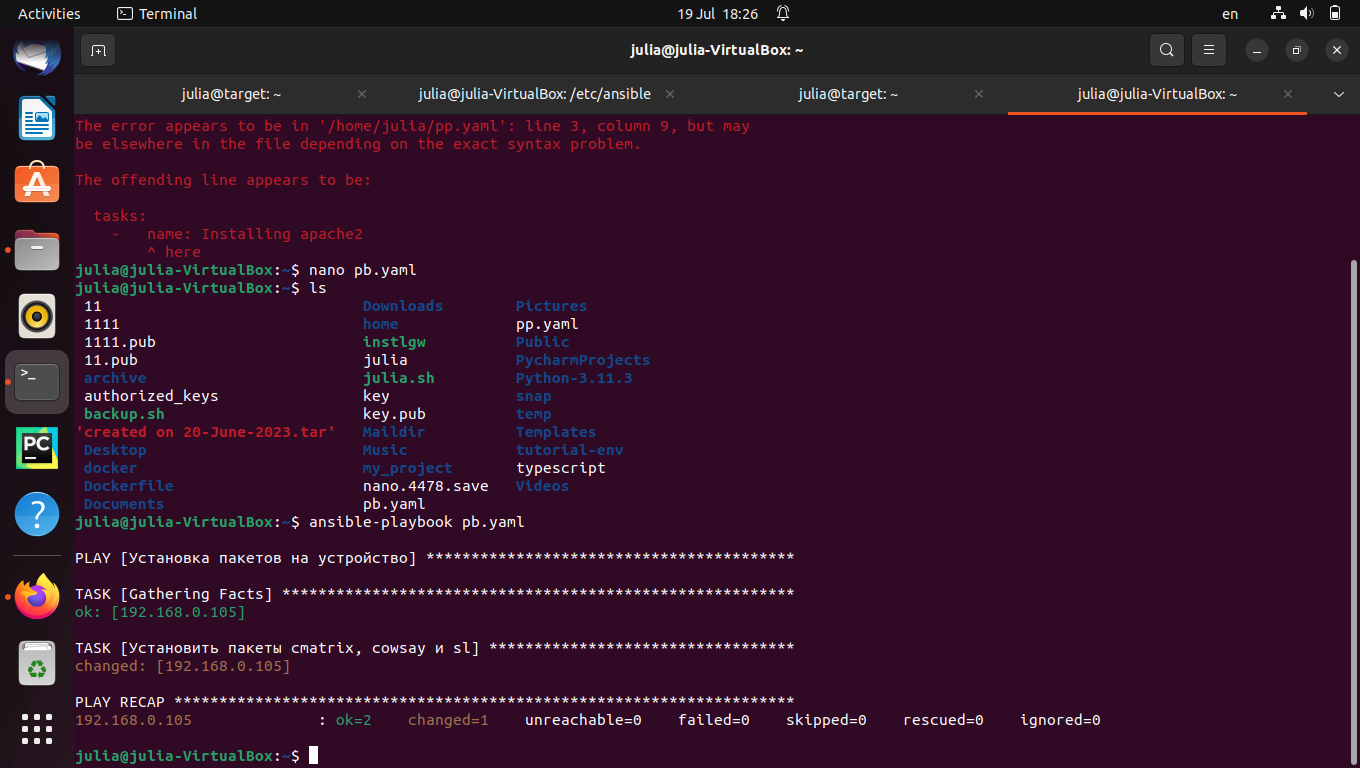 Activities Terminal 19 Jul 18:26 en
julia@julia-VirtualBox: ~
julia@target: ~ julia@julia-VirtualBox: /etc/ansible julia@target: ~ julia@julia-VirtualBox: ~
The error appears to be in '/home/julia/pp.yaml': line 3, column 9, but may
be elsewhere in the file depending on the exact syntax problem.
The offending line appears to be:
tasks:
-   name: Installing apache2
^ here
julia@julia-VirtualBox:~$ nano pb.yaml
julia@julia-VirtualBox:~$ ls
11 Downloads Pictures
1111 home pp.yaml
1111.pub instlgw Public
11.pub julia PycharmProjects
archive julia.sh Python-3.11.3
authorized_keys key snap
backup.sh key.pub temp
'created on 20-June-2023.tar' Maildir Templates
Desktop Music tutorial-env
docker my_project typescript
Dockerfile nano.4478.save Videos
Documents pb.yaml
julia@julia-VirtualBox:~$ ansible-playbook pb.yaml
PLAY [Установка пакетов на устройство] *****************************************
TASK [Gathering Facts] *********************************************************
ok: [192.168.0.105]
TASK [Установить пакеты cmatrix, cowsay и sl] **********************************
changed: [192.168.0.105]
PLAY RECAP *********************************************************************
192.168.0.105 : ok=2 changed=1 unreachable=0 failed=0 skipped=0 rescued=0 ignored=0
julia@julia-VirtualBox:~$
>_
PC
?